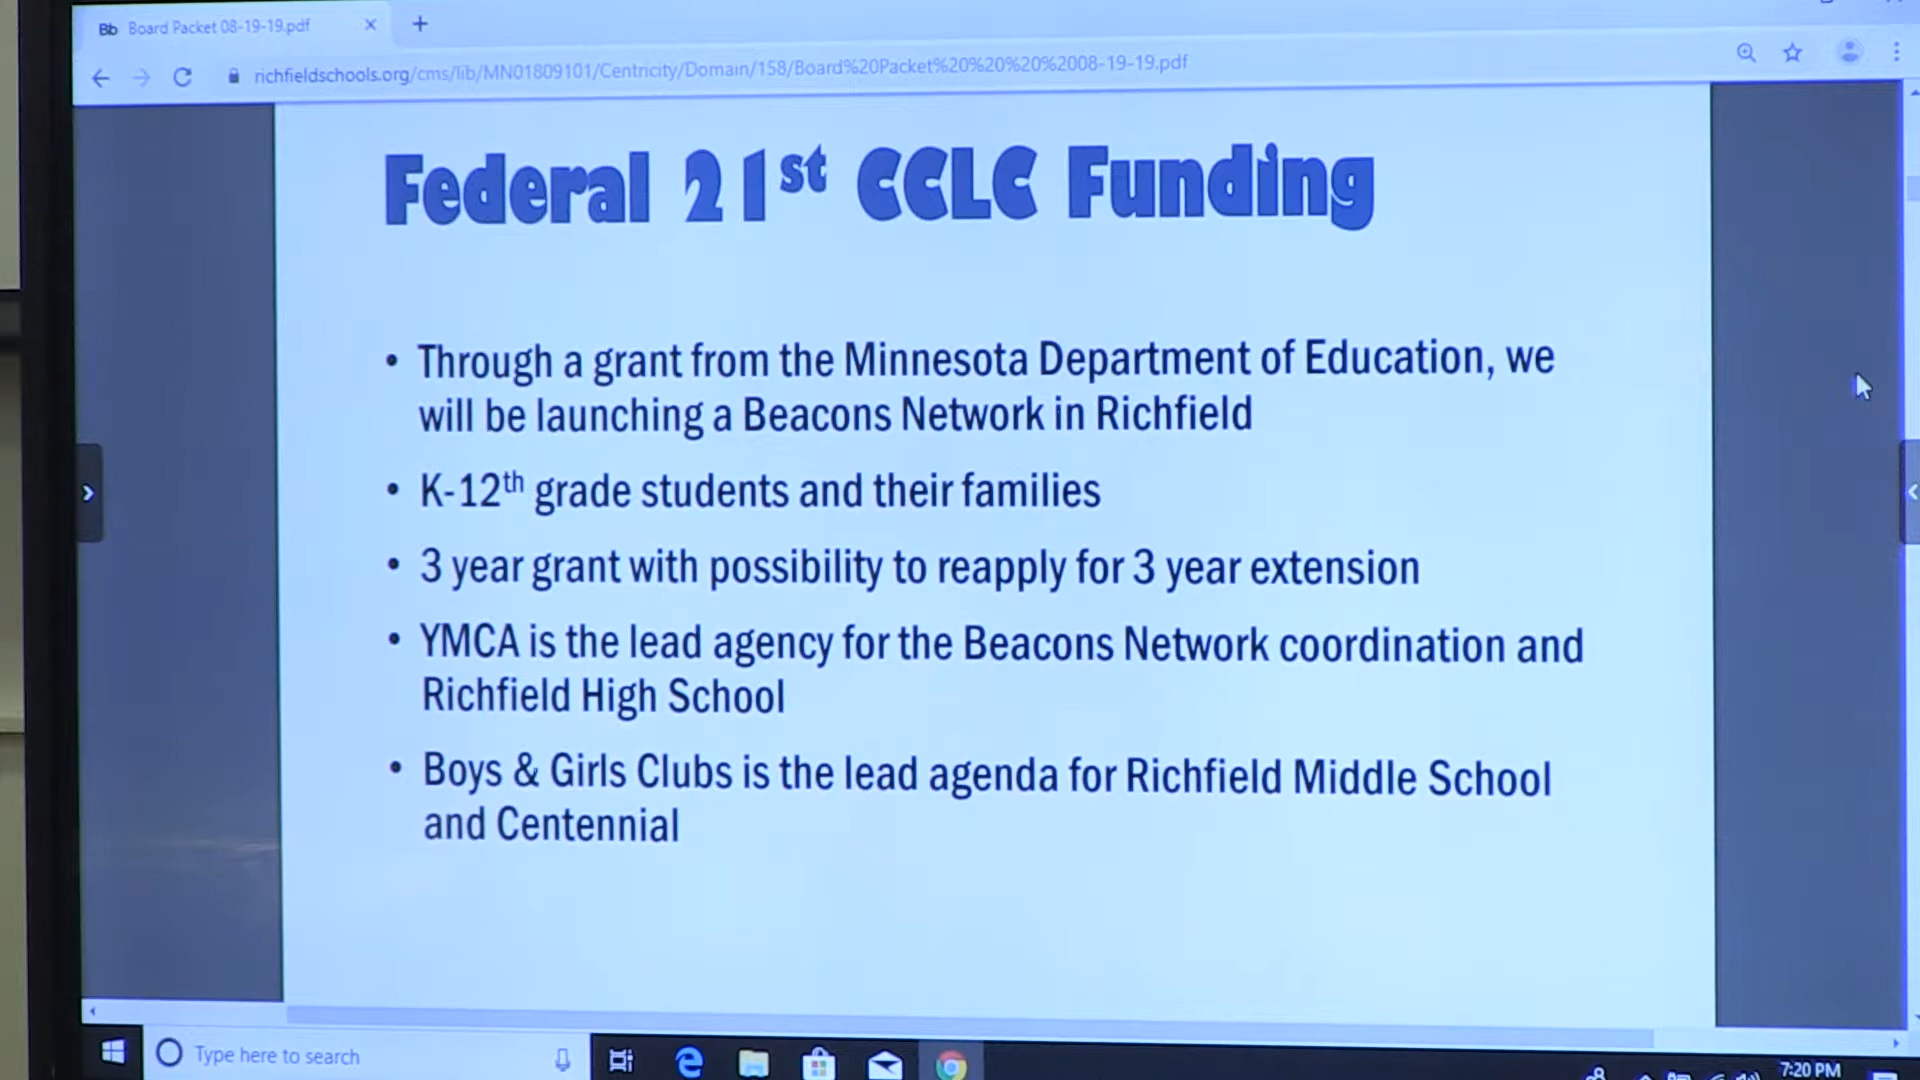 Bb Board Packet 08-19-19.pdf
richfieldschools.org/cms/lib/MN01809101/Centricity/Domain/158/Board%20Packet%20%20%20%2008-19-19.pdf
Federal 21st CCLC Funding
• Through a grant from the Minnesota Department of Education, we
will be launching a Beacons Network in Richfield
• K-12th grade students and their families
• 3 year grant with possibility to reapply for 3 year extension
• YMCA is the lead agency for the Beacons Network coordination and
Richfield High School
• Boys & Girls Clubs is the lead agenda for Richfield Middle School
and Centennial
Type here to search
7:20 PM